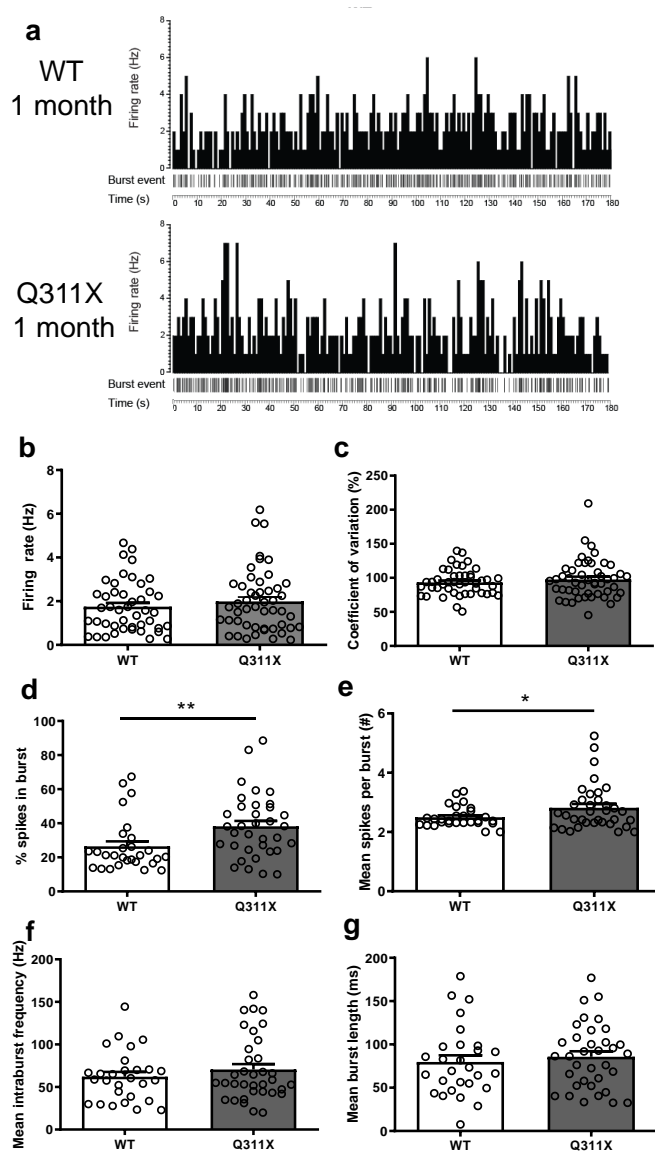 a
WT
1 month
Firing rate (Hz)
8
6
4
2
0
Burst event
Time (s)
0 10 20 30 40 50 60 70 80 90 100 110 120 130 140 150 160 170 180
Q311X
1 month
Firing rate (Hz)
8
6
4
2
0
Burst event
Time (s)
0 10 20 30 40 50 60 70 80 90 100 110 120 130 140 150 160 170 180
b
Firing rate (Hz)
8
6
4
2
0
WT Q311X
c
Coefficient of variation (%)
250
200
150
100
50
0
WT Q311X
d
**
% spikes in burst
100
80
60
40
20
0
WT Q311X
e
*
Mean spikes per burst (#)
6
4
2
0
WT Q311X
f
Mean intraburst frequency (Hz)
200
150
100
50
0
WT Q311X
g
Mean burst length (ms)
200
150
100
50
0
WT Q311X